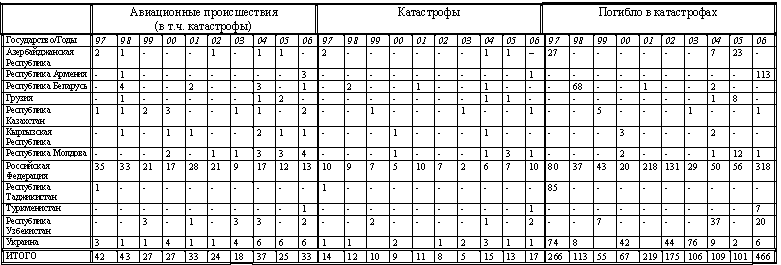 Авиационные происшествия Катастрофы Погибло в катастрофах
(в т.ч. катастрофы)
Государство/Годы 97 98 99 00 01 02 03 04 05 06 97 98 99 00 01 02 03 04 05 06 97 98 99 00 01 02 03 04 05 06
Азербайджанская 2 1 - - - 1 - 1 1 - 2 - - - - - - 1 1 – 27 - - - - - - 7 23 -
Республика
Республика Армения - 1 - - - - - - - 3 - - - - - - - - - 1 - - - - - - - - - 113
Республика Беларусь - 4 - - 2 - - 3 - 1 - 2 - - 1 - - 1 - - - 68 - - 1 - - 2 - -
Грузия - 1 - - - - - 1 2 - - - - - - - - 1 1 - - - - - - - - 1 8 -
Республика 1 1 2 3 - - 1 1 - 2 - - 1 - - - 1 - - 1 - - 5 - - - 1 - - 1
Казахстан
Кыргызская - 1 - 1 1 - - 2 1 1 - - - 1 - - - 1 - - - - - 3 - - - 2 - -
Республика
Республика Молдова - - - 2 - 1 1 3 3 4 - - - 1 - - - 1 3 1 - - - 2 - - - 1 12 1
Российская 35 33 21 17 28 21 9 17 12 13 10 9 7 5 10 7 2 6 7 10 80 37 43 20 218 131 29 50 56 318
Федерация
Республика 1 - - - - - - - - - 1 - - - - - - - - - 85 - - - - - - - - -
Таджикистан
Туркменистан - - - - - - - - - 1 - - - - - - - - - 1 - - - - - - - - - 7
Республика - - 3 - 1 - 3 3 - 2 - - 2 - - - - 1 - 2 - - 7 - - - - 37 - 20
Узбекистан
Украина 3 1 1 4 1 1 4 6 6 6 1 1 2 1 2 3 1 1 74 8 42 44 76 9 2 6
ИТОГО 42 43 27 27 33 24 18 37 25 33 14 12 10 9 11 8 5 15 13 17 266 113 55 67 219 175 106 109 101 466